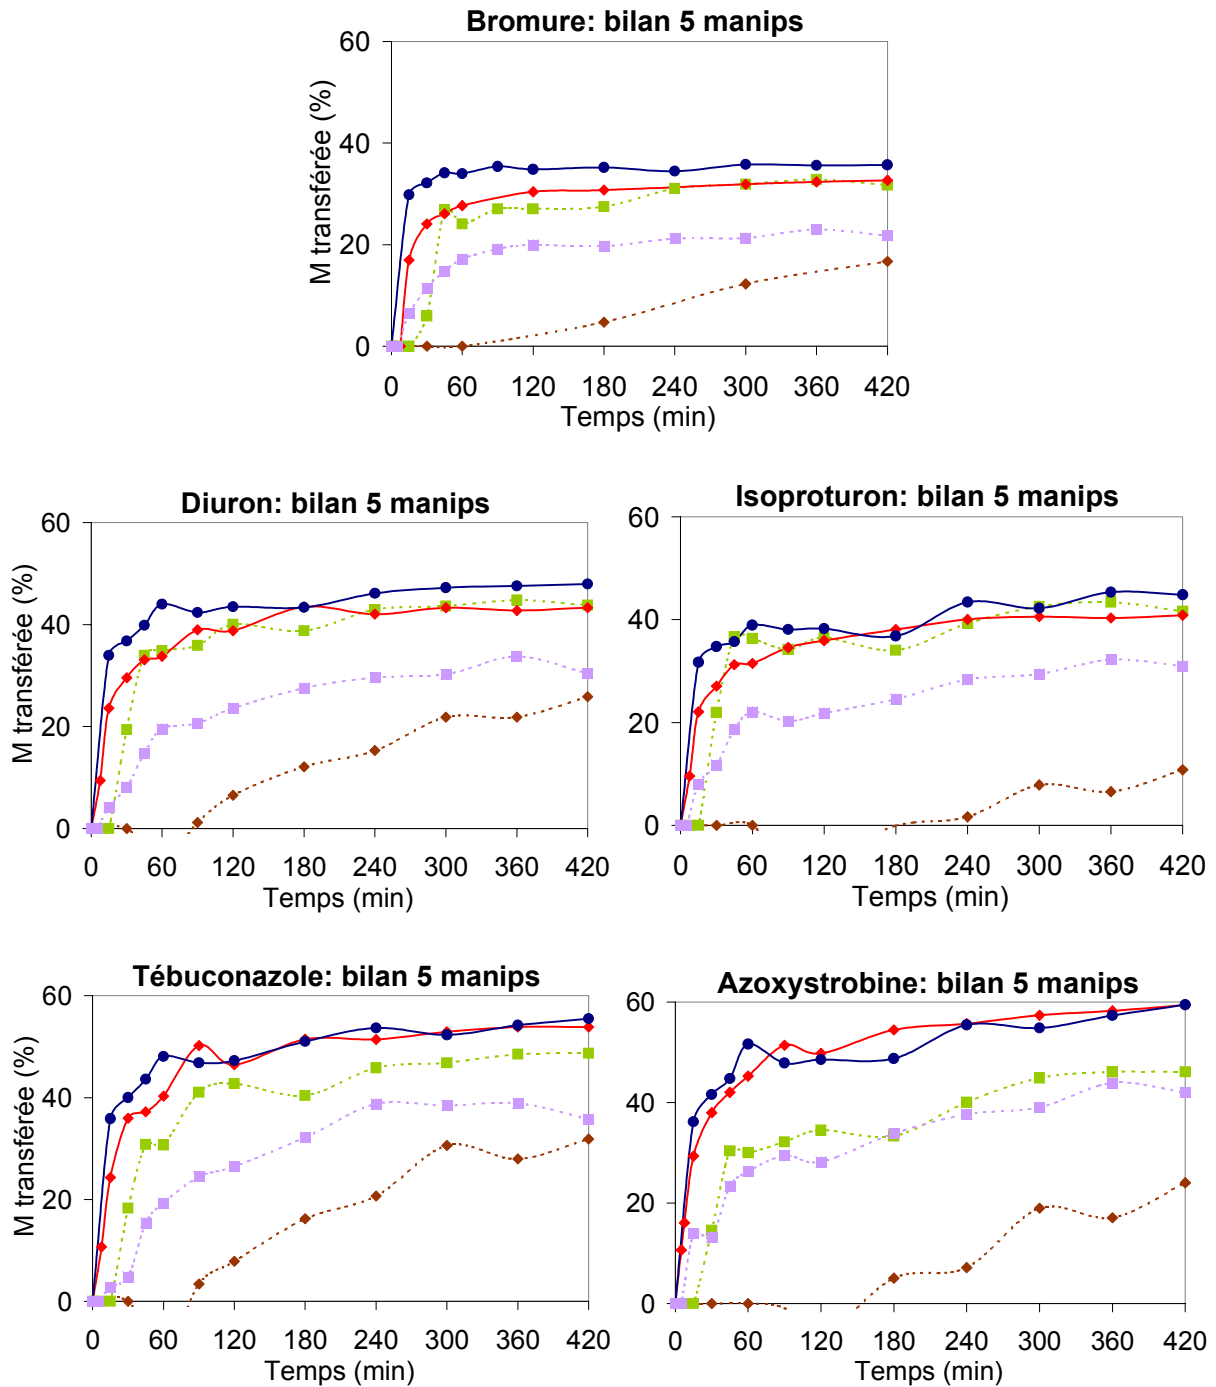 Bromure: bilan 5 manips
M transférée (%)
60
40
20
0
0 60 120 180 240 300 360 420
Temps (min)
Diuron: bilan 5 manips
M transférée (%)
60
40
20
0
0 60 120 180 240 300 360 420
Temps (min)
Isoproturon: bilan 5 manips
60
40
20
0
0 60 120 180 240 300 360 420
Temps (min)
Tébuconazole: bilan 5 manips
M transférée (%)
60
40
20
0
0 60 120 180 240 300 360 420
Temps (min)
Azoxystrobine: bilan 5 manips
60
40
20
0
0 60 120 180 240 300 360 420
Temps (min)